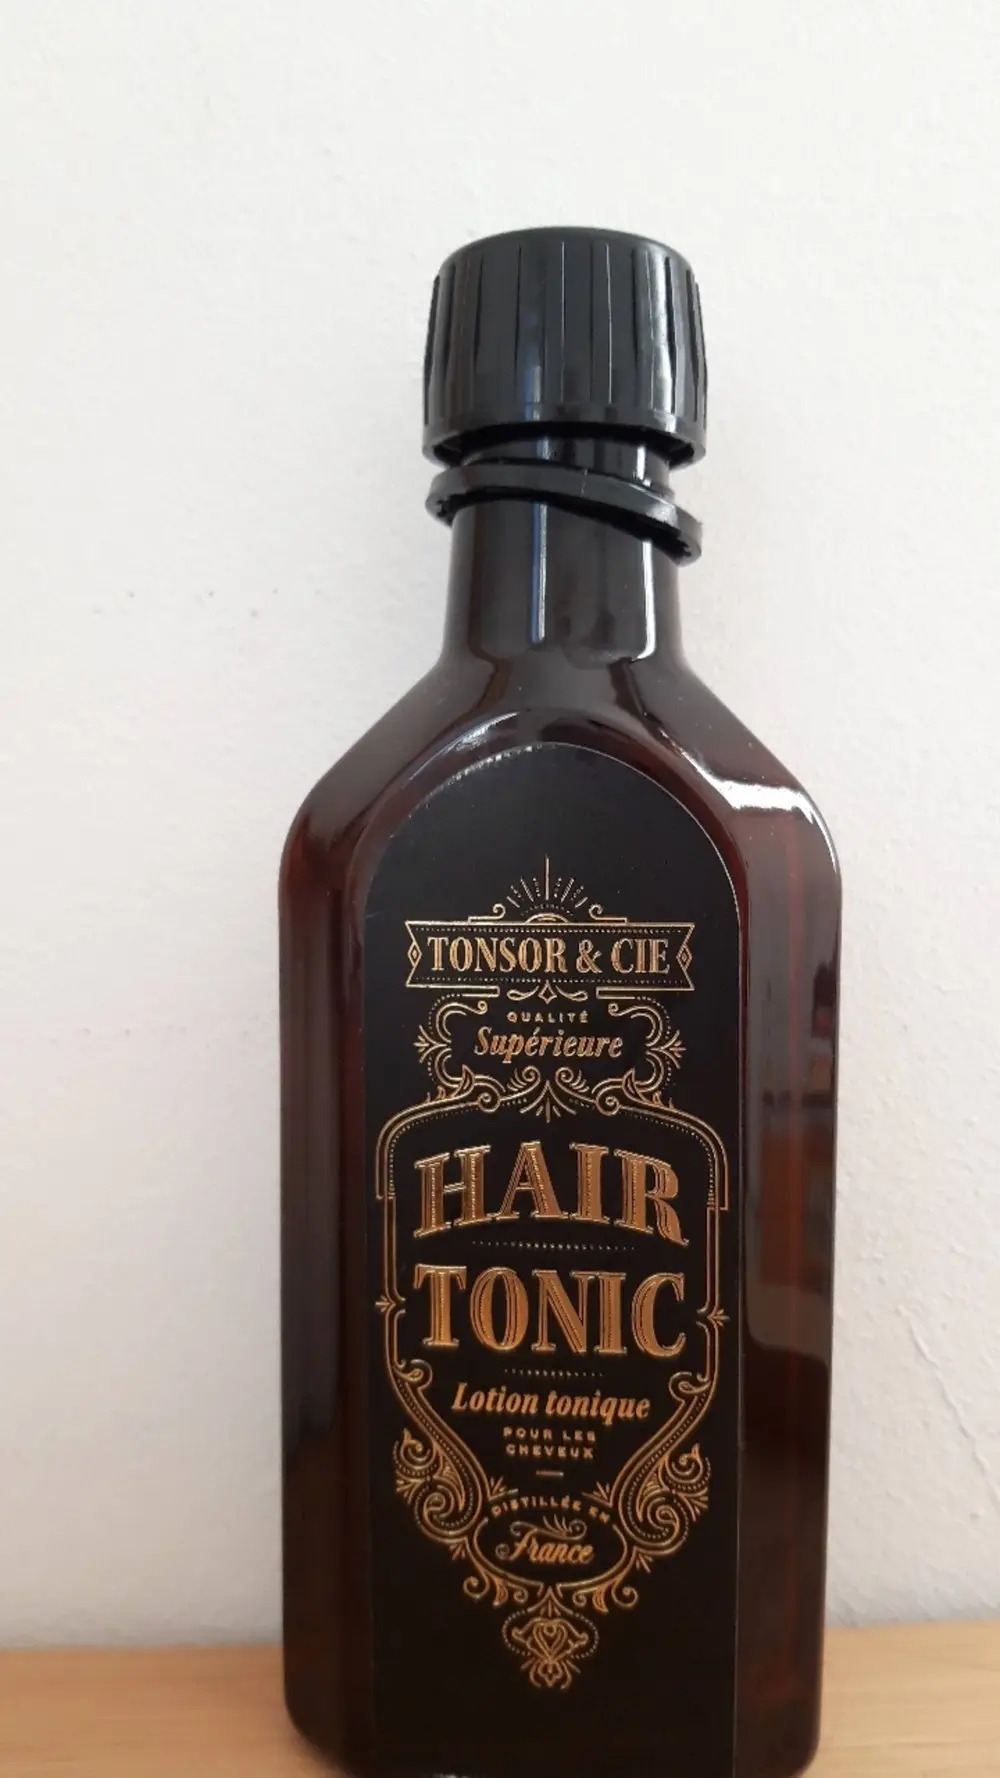 TONSOR & CIE
QUALITÉ
Supérieure
HAIR
TONIC
Lotion tonique
POUR LES
CHEVEUX
DISTILLÉE EN
France